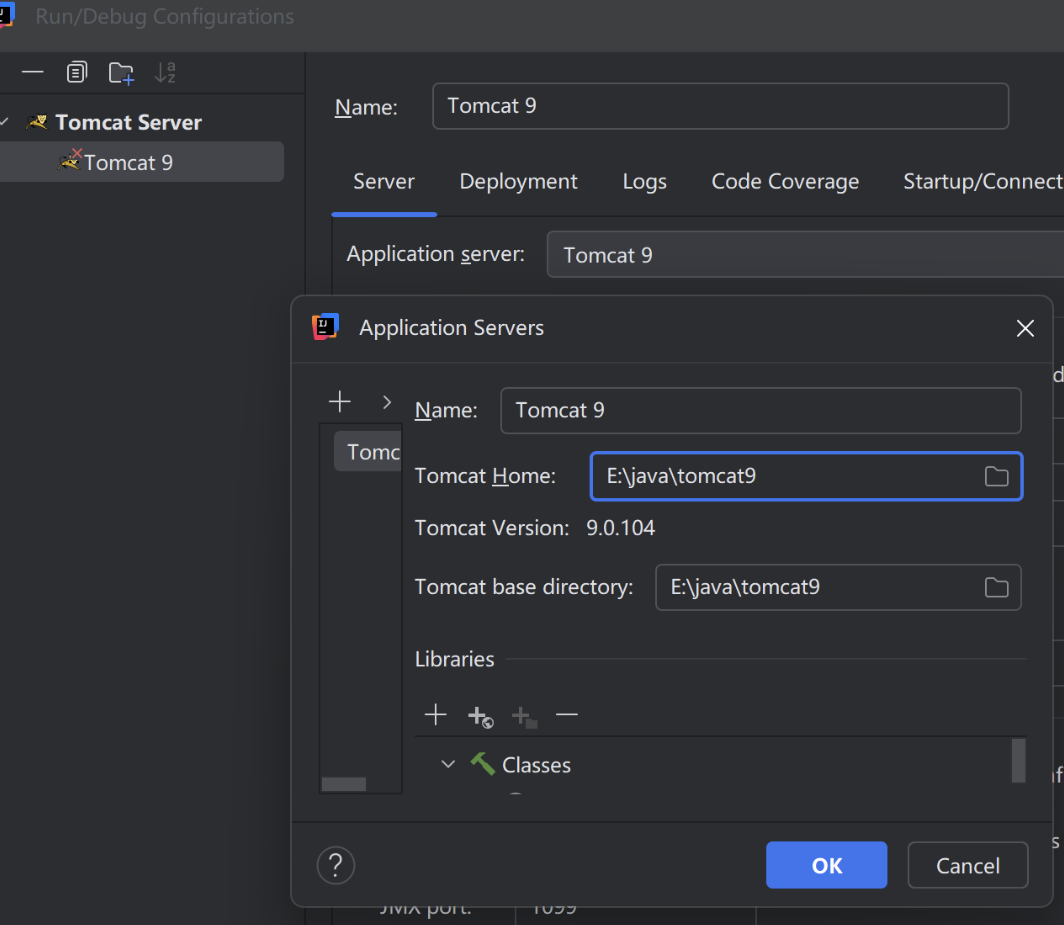 Run/Debug Configurations
Tomcat Server
Tomcat 9
Name: Tomcat 9
Server Deployment Logs Code Coverage Startup/Connect
Application server: Tomcat 9
Application Servers
Tomc
Name: Tomcat 9
Tomcat Home: E:\java\tomcat9
Tomcat Version: 9.0.104
Tomcat base directory: E:\java\tomcat9
Libraries
Classes
? OK Cancel
JMX port: 1099